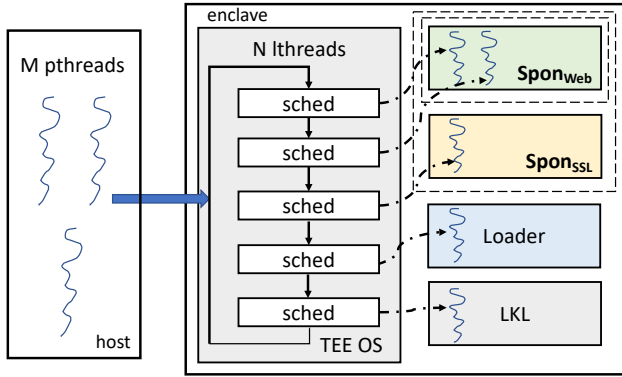 M pthreads
host
enclave
N lthreads
sched
sched
sched
sched
sched
TEE OS
SponWeb
SponSSL
Loader
LKL